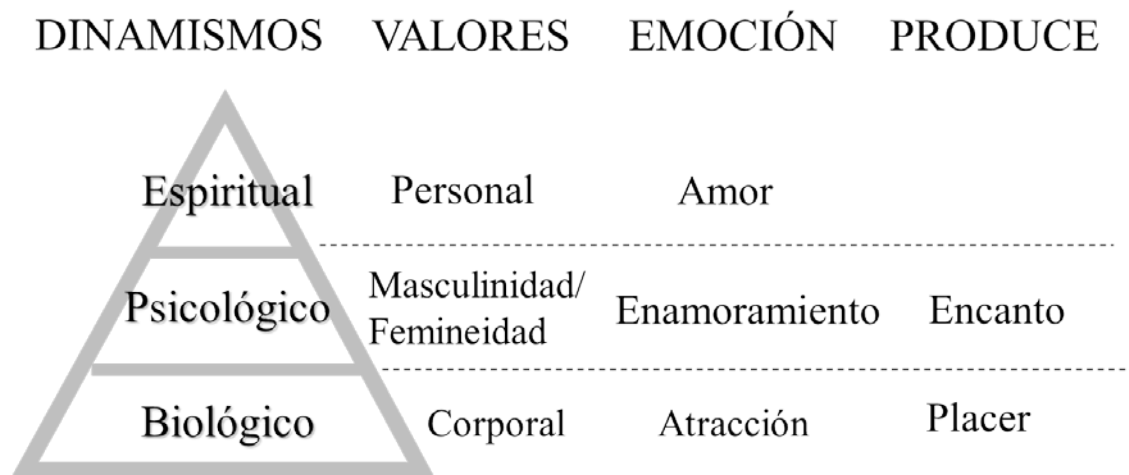 DINAMISMOS VALORES EMOCIÓN PRODUCE
Espiritual Personal Amor
Psicológico Masculinidad/ Enamoramiento Encanto
Femineidad
Biológico Corporal Atracción Placer